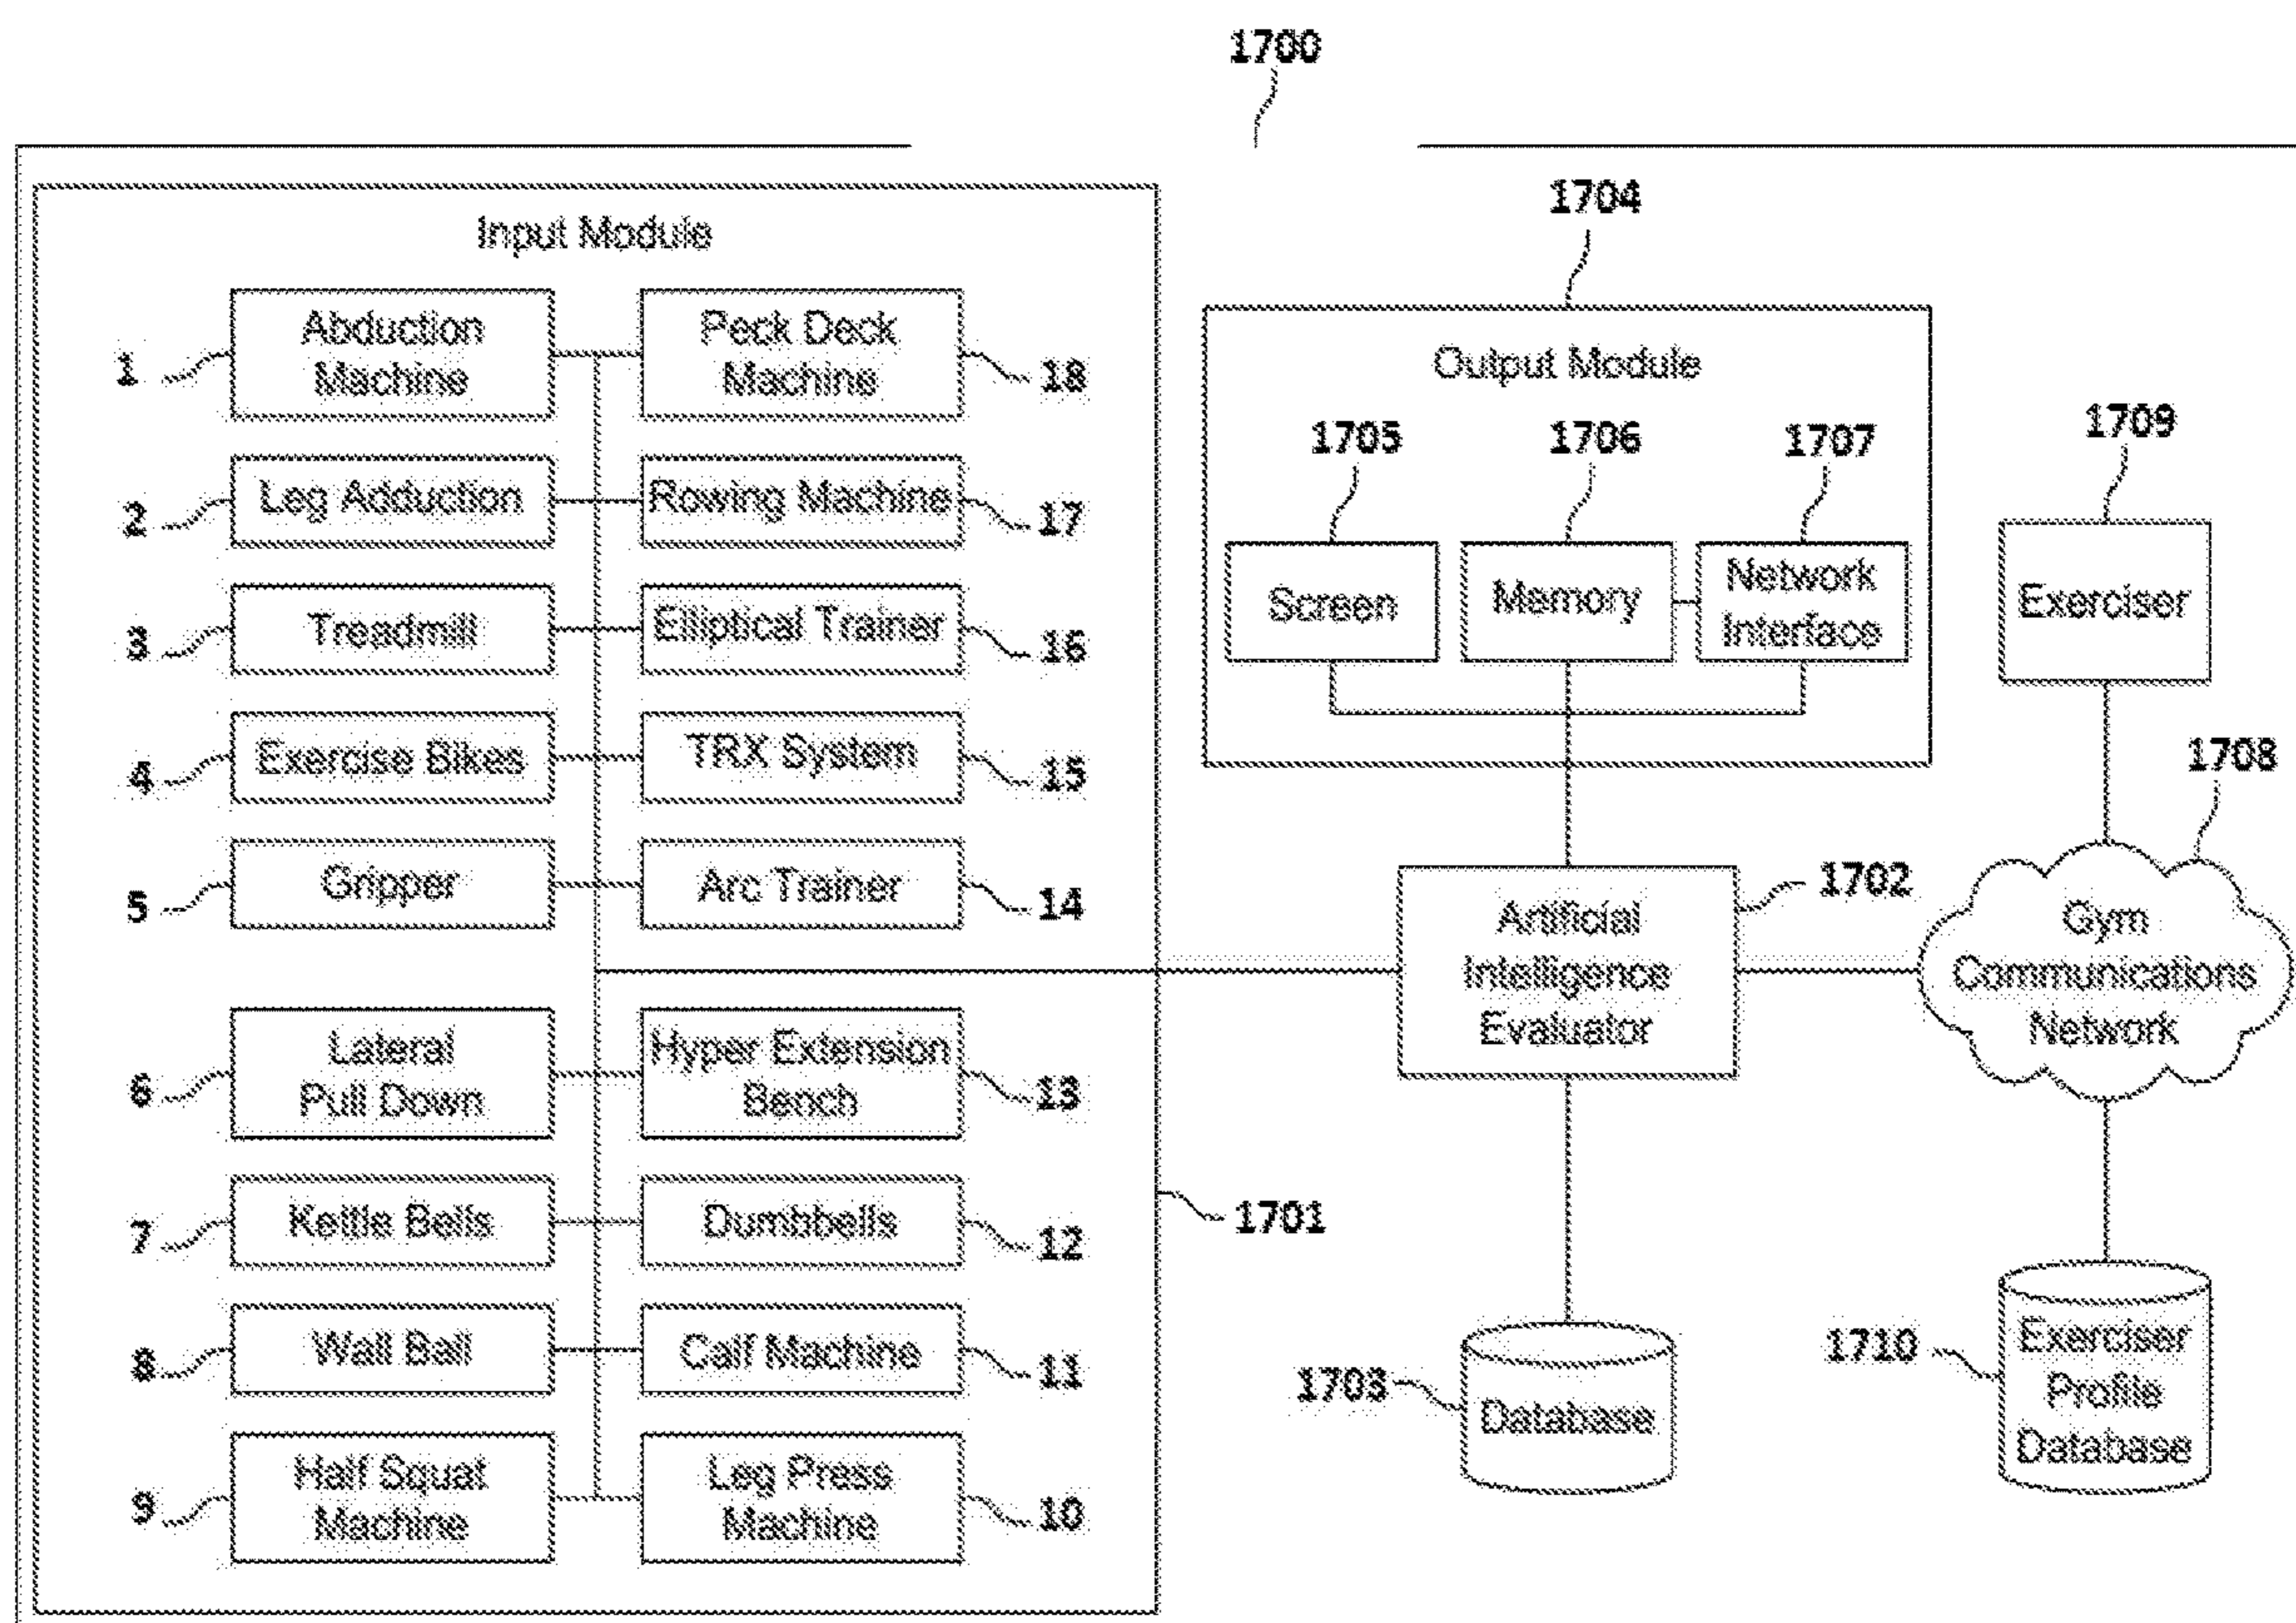 1700
Input Module
1
Abduction
Machine
Peck Deck
Machine
18
2
Leg Adduction
Rowing Machine
17
3
Treadmill
Elliptical Trainer
16
4
Exercise Bikes
TRX System
15
5
Gripper
Arc Trainer
14
6
Lateral
Pull Down
Hyper Extension
Bench
13
7
Kettle Bells
Dumbbells
12
8
Wall Ball
Calf Machine
11
9
Half Squat
Machine
Leg Press
Machine
10
1701
1704
Output Module
1705
1706
1707
Screen
Memory
Network
Interface
1709
Exerciser
1708
Gym
Communications
Network
1702
Artificial
Intelligence
Evaluator
1703
Database
1710
Exerciser
Profile
Database